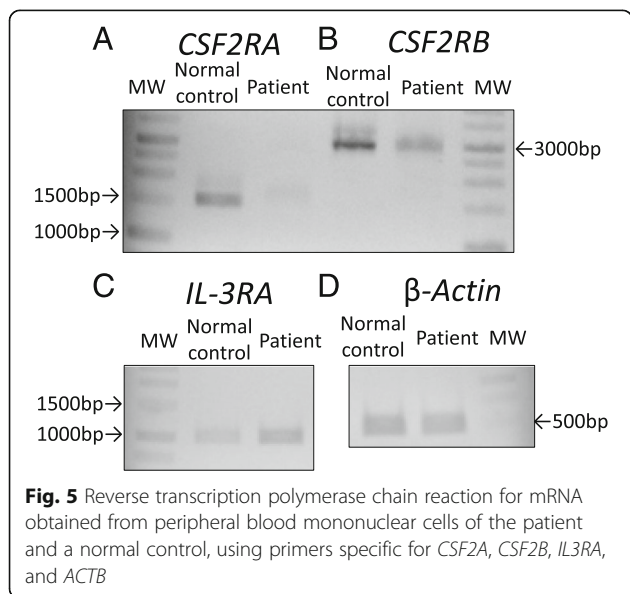 A CSF2RA B CSF2RB
MW Normal control Patient Normal control Patient MW
←3000bp
1500bp→
1000bp→
C IL-3RA D β-Actin
MW Normal control Patient Normal control Patient MW
1500bp→
1000bp→
←500bp
Fig. 5 Reverse transcription polymerase chain reaction for mRNA
obtained from peripheral blood mononuclear cells of the patient
and a normal control, using primers specific for CSF2A, CSF2B, IL3RA,
and ACTB